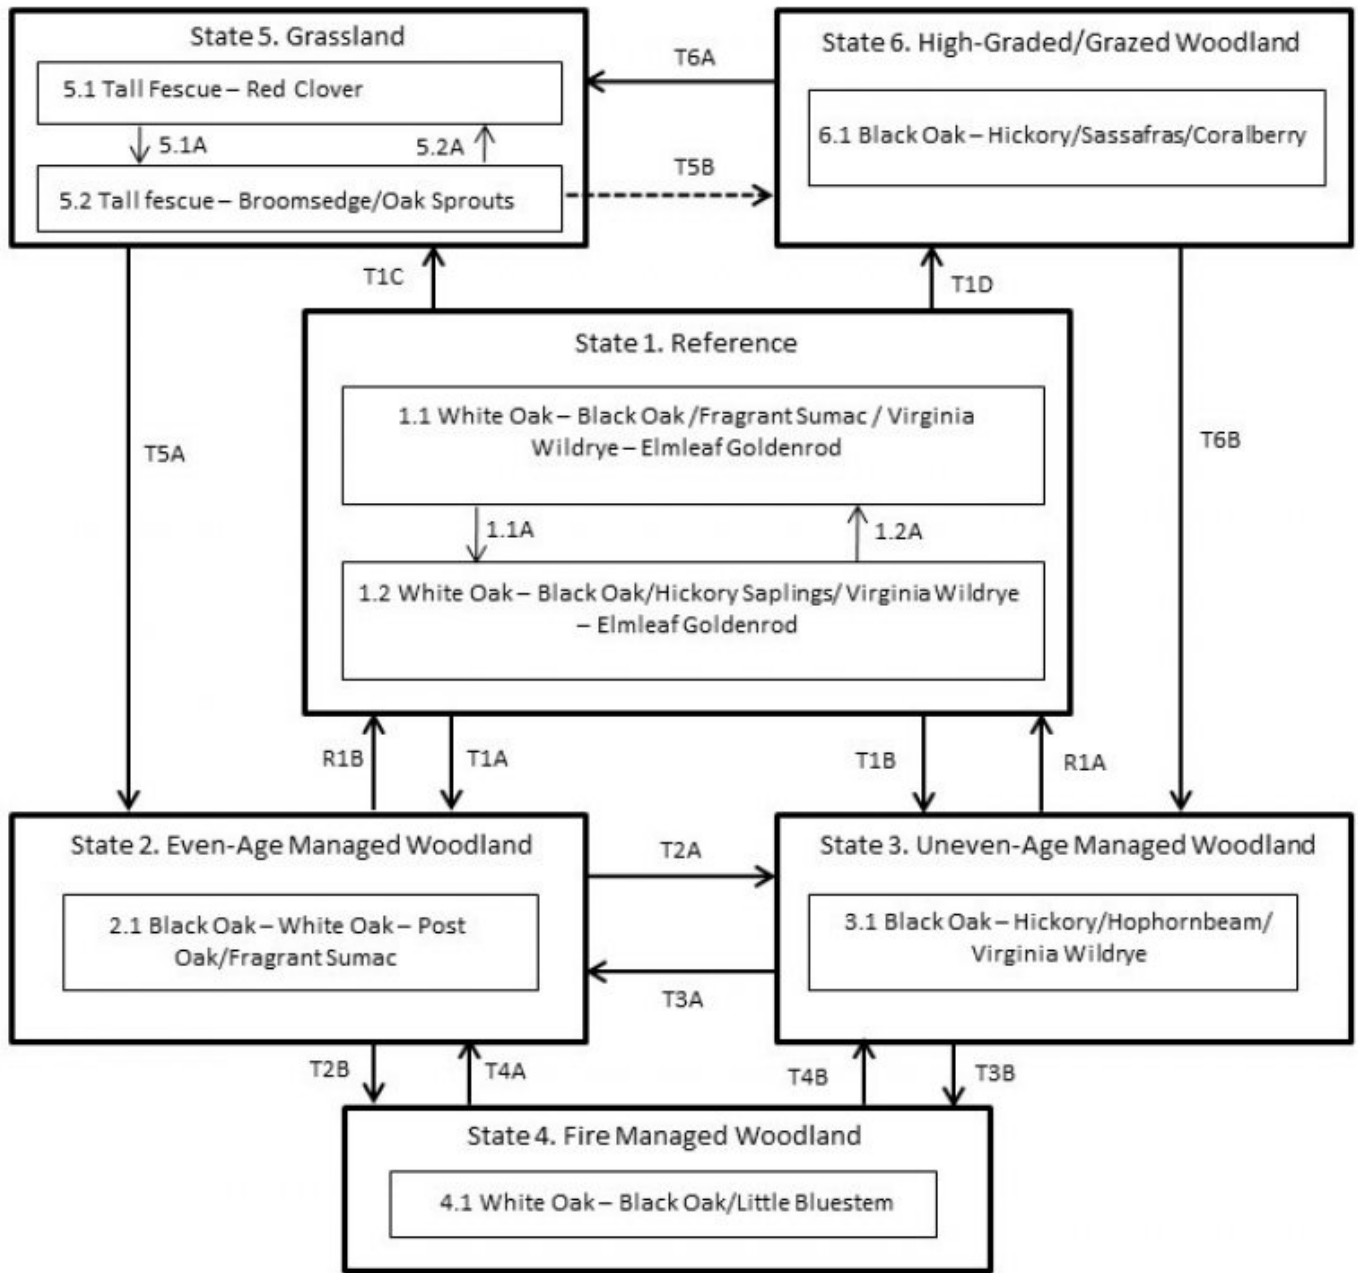 State 5. Grassland
5.1 Tall Fescue – Red Clover
5.1A
5.2A
5.2 Tall fescue – Broomsedge/Oak Sprouts
T6A
T5B
State 6. High-Graded/Grazed Woodland
6.1 Black Oak – Hickory/Sassafras/Coralberry
T1C
T1D
State 1. Reference
1.1 White Oak – Black Oak /Fragrant Sumac / Virginia
Wildrye – Elmleaf Goldenrod
1.1A
1.2A
1.2 White Oak – Black Oak/Hickory Saplings/ Virginia Wildrye
– Elmleaf Goldenrod
T5A
T6B
R1B
T1A
T1B
R1A
State 2. Even-Age Managed Woodland
2.1 Black Oak – White Oak – Post
Oak/Fragrant Sumac
T2A
T3A
State 3. Uneven-Age Managed Woodland
3.1 Black Oak – Hickory/Hophornbeam/
Virginia Wildrye
T2B
T4A
T4B
T3B
State 4. Fire Managed Woodland
4.1 White Oak – Black Oak/Little Bluestem